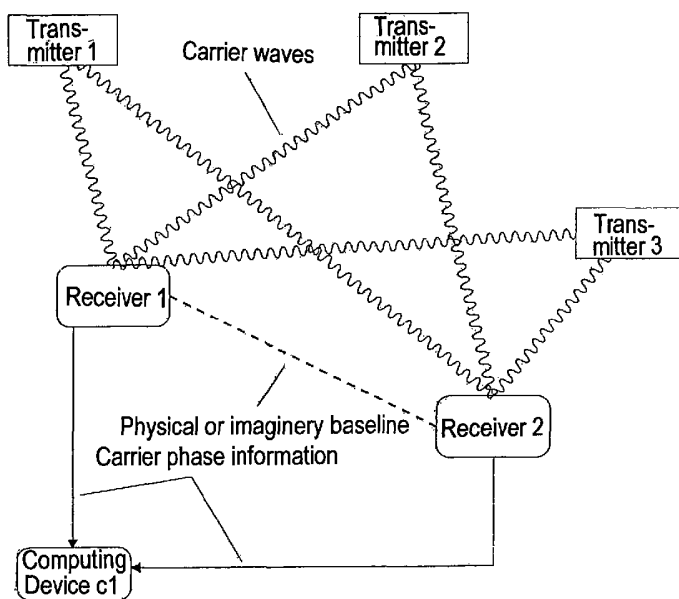 Trans-
mitter 1
Carrier waves
Trans-
mitter 2
Trans-
mitter 3
Receiver 1
Physical or imaginery baseline
Carrier phase information
Receiver 2
Computing
Device c1